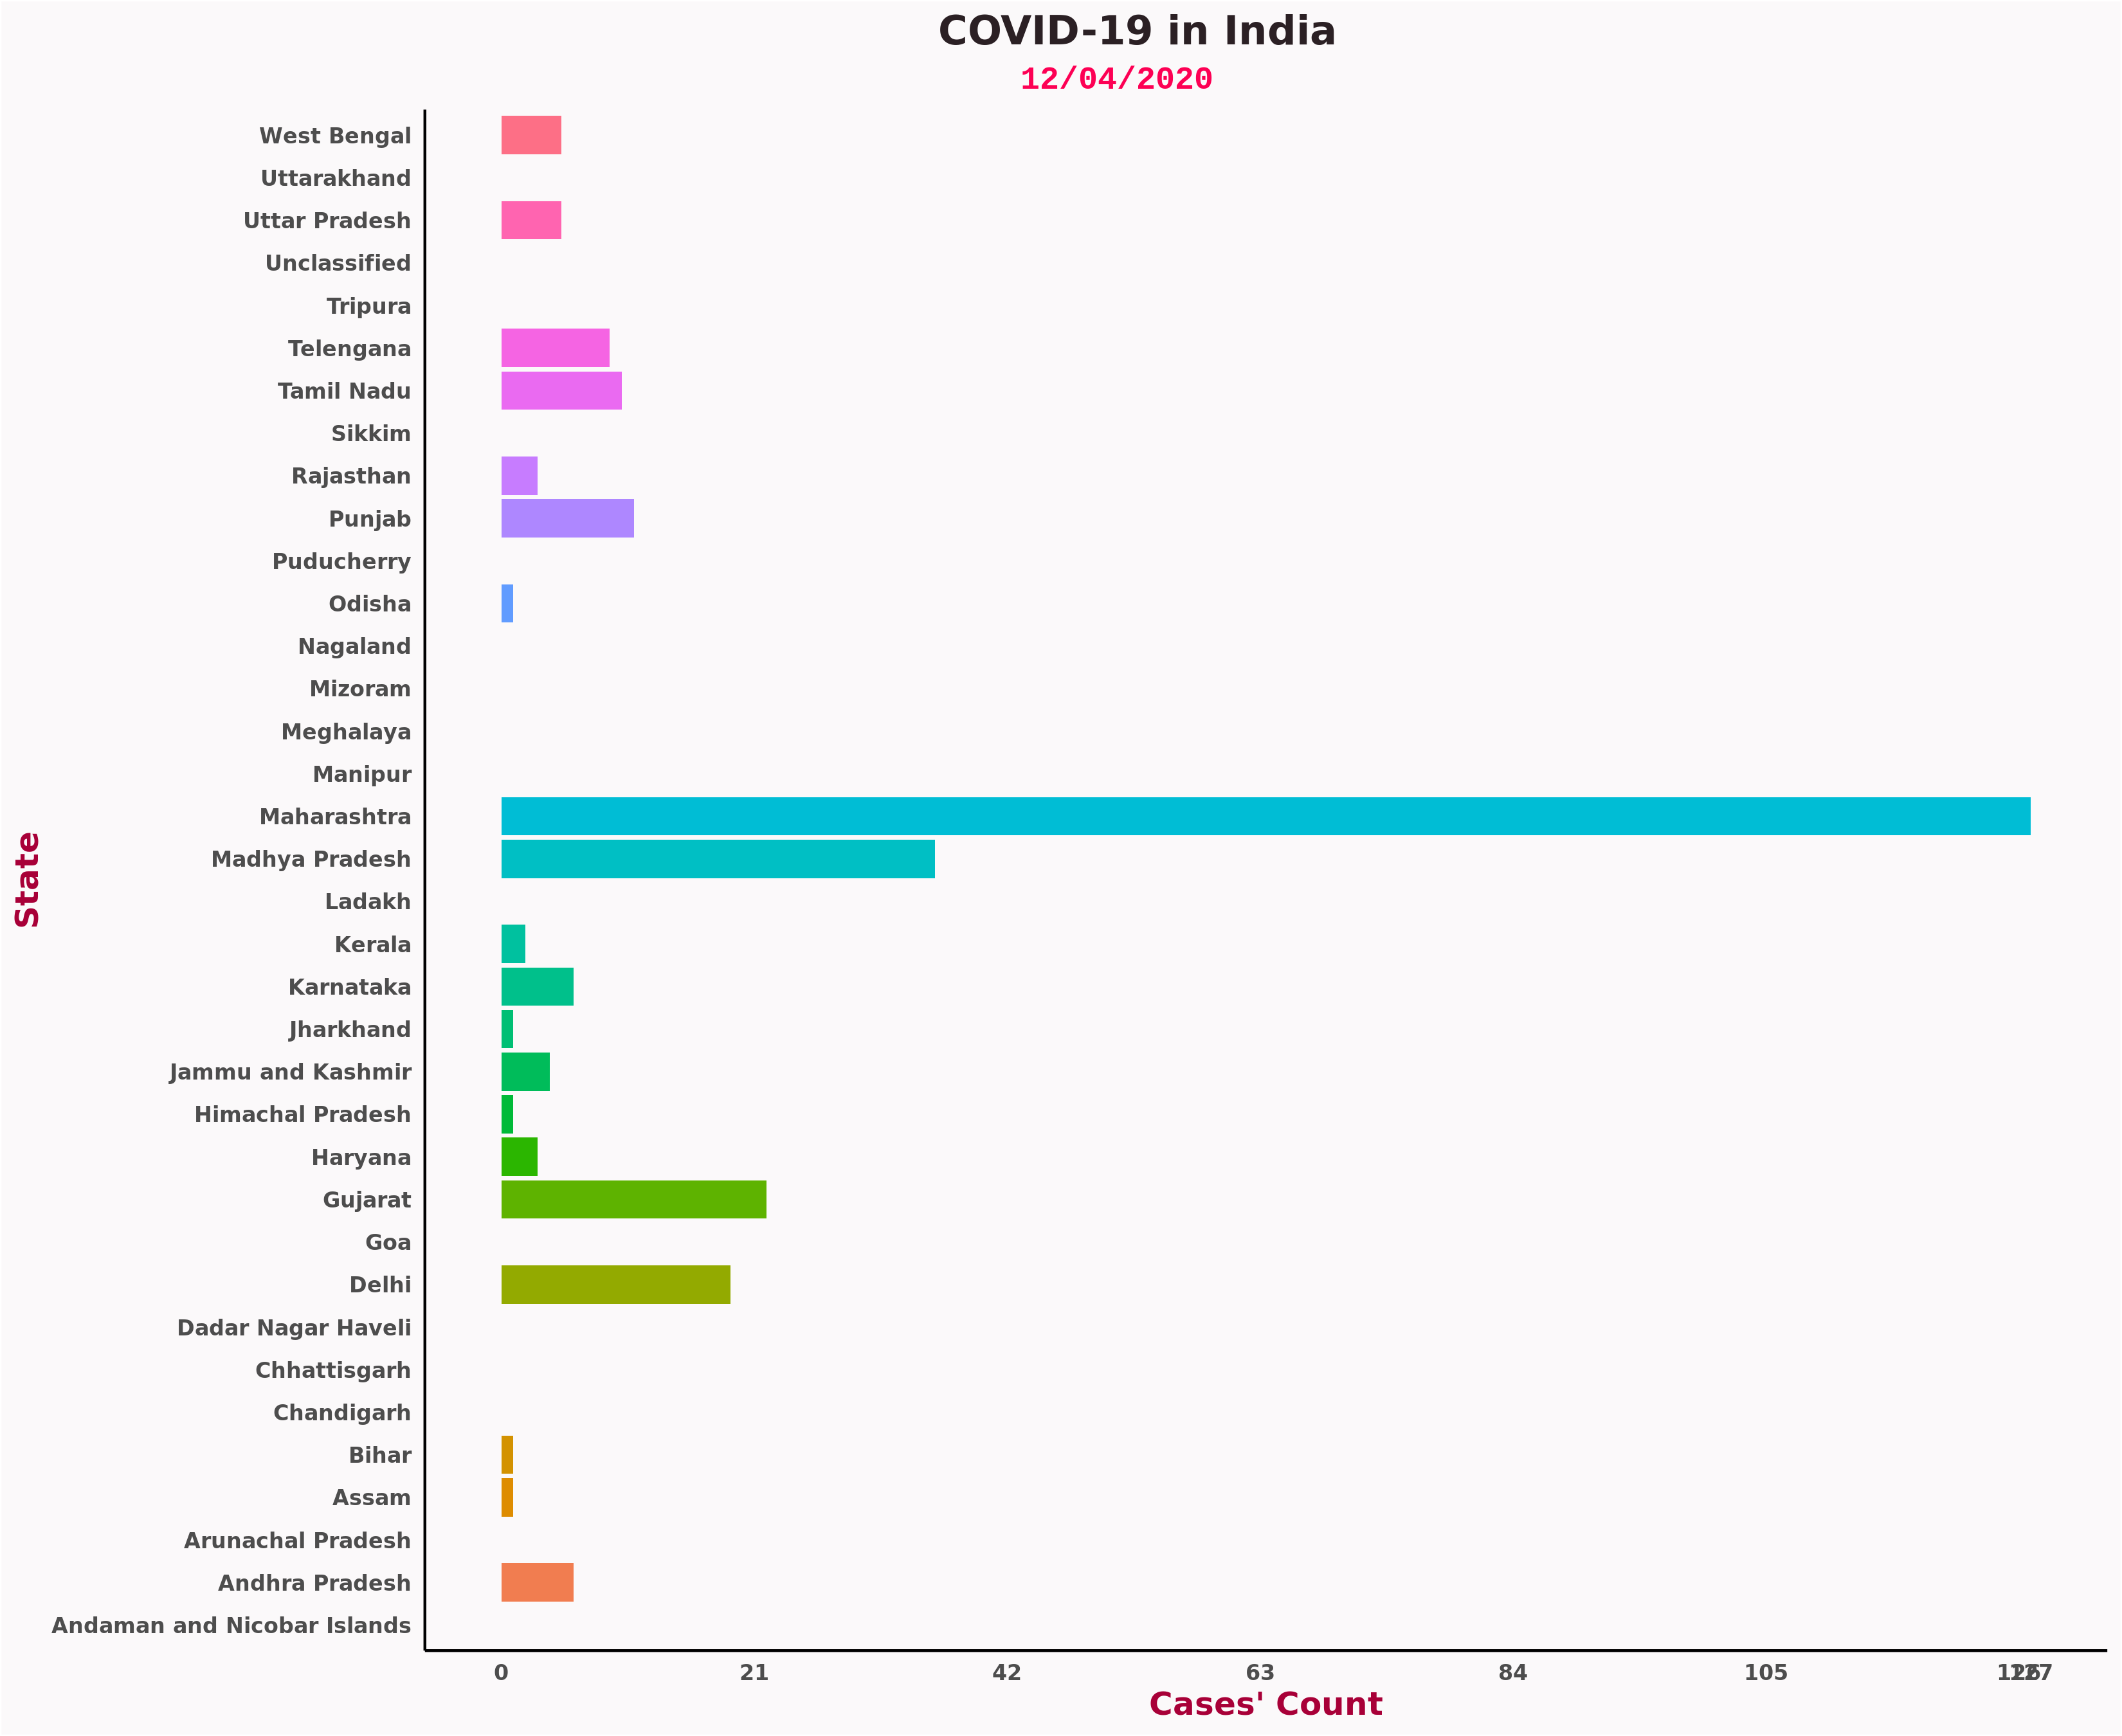 COVID-19 in India
12/04/2020
West Bengal
Uttarakhand
Uttar Pradesh
Unclassified
Tripura
Telengana
Tamil Nadu
Sikkim
Rajasthan
Punjab
Puducherry
Odisha
Nagaland
Mizoram
Meghalaya
Manipur
Maharashtra
Madhya Pradesh
Ladakh
Kerala
Karnataka
Jharkhand
Jammu and Kashmir
Himachal Pradesh
Haryana
Gujarat
Goa
Delhi
Dadar Nagar Haveli
Chhattisgarh
Chandigarh
Bihar
Assam
Arunachal Pradesh
Andhra Pradesh
Andaman and Nicobar Islands
State
0 21 42 63 84 105 126 127
Cases' Count